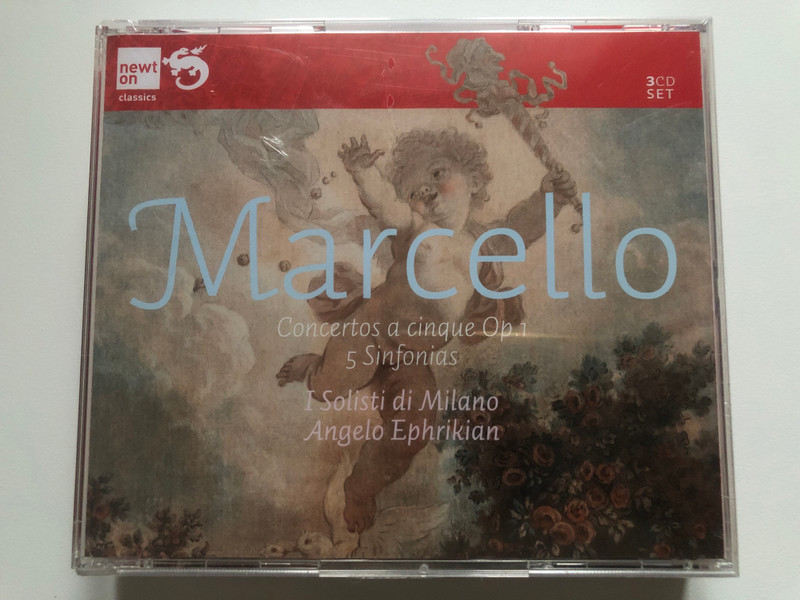 newt
on
classics
3CD
SET
Marcello
Concertos a cinque Op.1
5 Sinfonias
I Solisti di Milano
Angelo Ephrikian